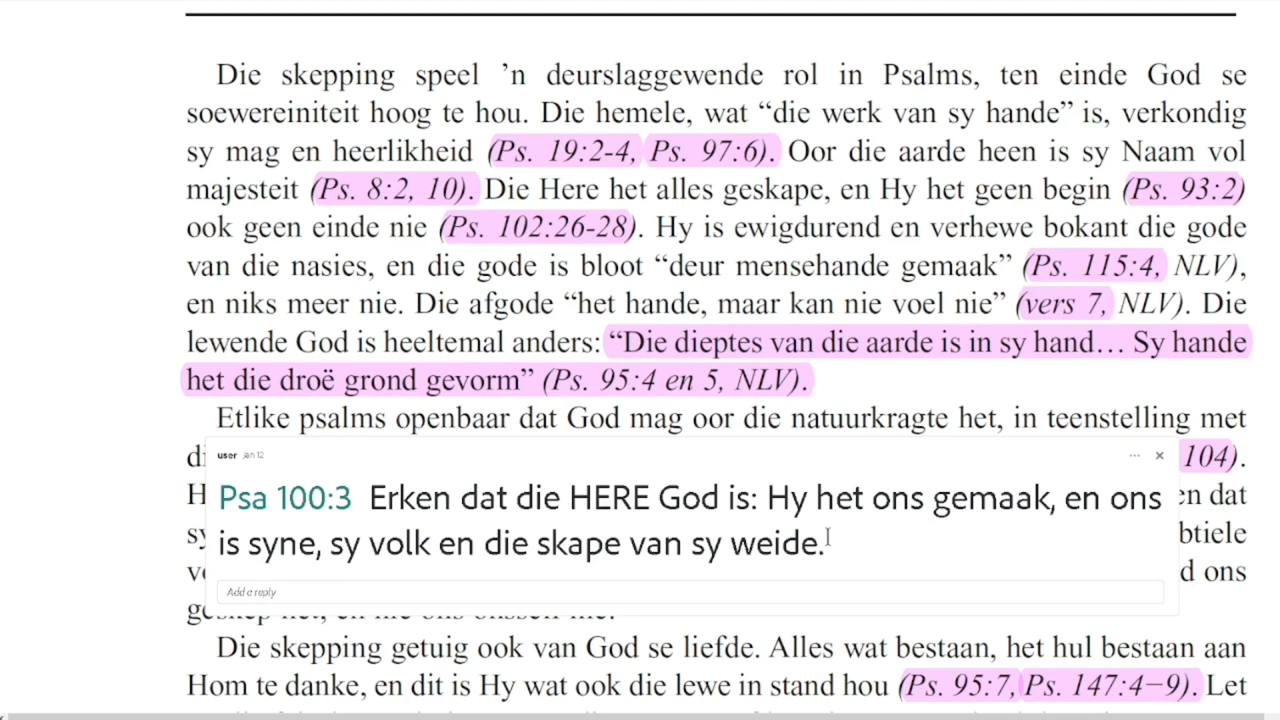 Die skepping speel ’n deurslaggewende rol in Psalms, ten einde God se
soewereiniteit hoog te hou. Die hemele, wat “die werk van sy hande” is, verkondig
sy mag en heerlikheid (Ps. 19:2-4, Ps. 97:6). Oor die aarde heen is sy Naam vol
majesteit (Ps. 8:2, 10). Die Here het alles geskape, en Hy het geen begin (Ps. 93:2)
ook geen einde nie (Ps. 102:26-28). Hy is ewigdurend en verhewe bokant die gode
van die nasies, en die gode is bloot “deur mensehande gemaak” (Ps. 115:4, NLV),
en niks meer nie. Die afgode “het hande, maar kan nie voel nie” (vers 7, NLV). Die
lewende God is heeltemal anders: “Die dieptes van die aarde is in sy hand… Sy hande
het die droë grond gevorm” (Ps. 95:4 en 5, NLV).
Etlike psalms openbaar dat God mag oor die natuurkragte het, in teenstelling met
104).
user Jan 12
en dat
Psa 100:3 Erken dat die HERE God is: Hy het ons gemaak, en ons
btiele
is syne, sy volk en die skape van sy weide.
d ons
Add a reply
Die skepping getuig ook van God se liefde. Alles wat bestaan, het hul bestaan aan
Hom te danke, en dit is Hy wat ook die lewe in stand hou (Ps. 95:7, Ps. 147:4–9). Let